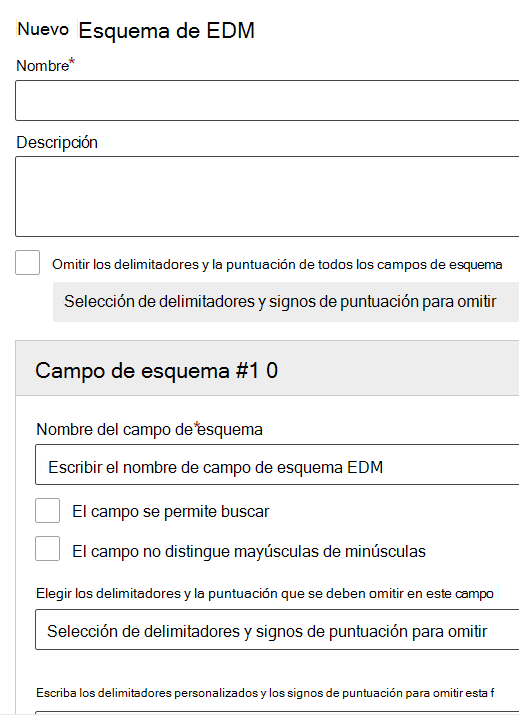 Nuevo Esquema de EDM
Nombre*
Descripción
Omitir los delimitadores y la puntuación de todos los campos de esquema
Selección de delimitadores y signos de puntuación para omitir
Campo de esquema #1 0
Nombre del campo de*esquema
Escribir el nombre de campo de esquema EDM
El campo se permite buscar
El campo no distingue mayúsculas de minúsculas
Elegir los delimitadores y la puntuación que se deben omitir en este campo
Selección de delimitadores y signos de puntuación para omitir
Escriba los delimitadores personalizados y los signos de puntuación para omitir esta f